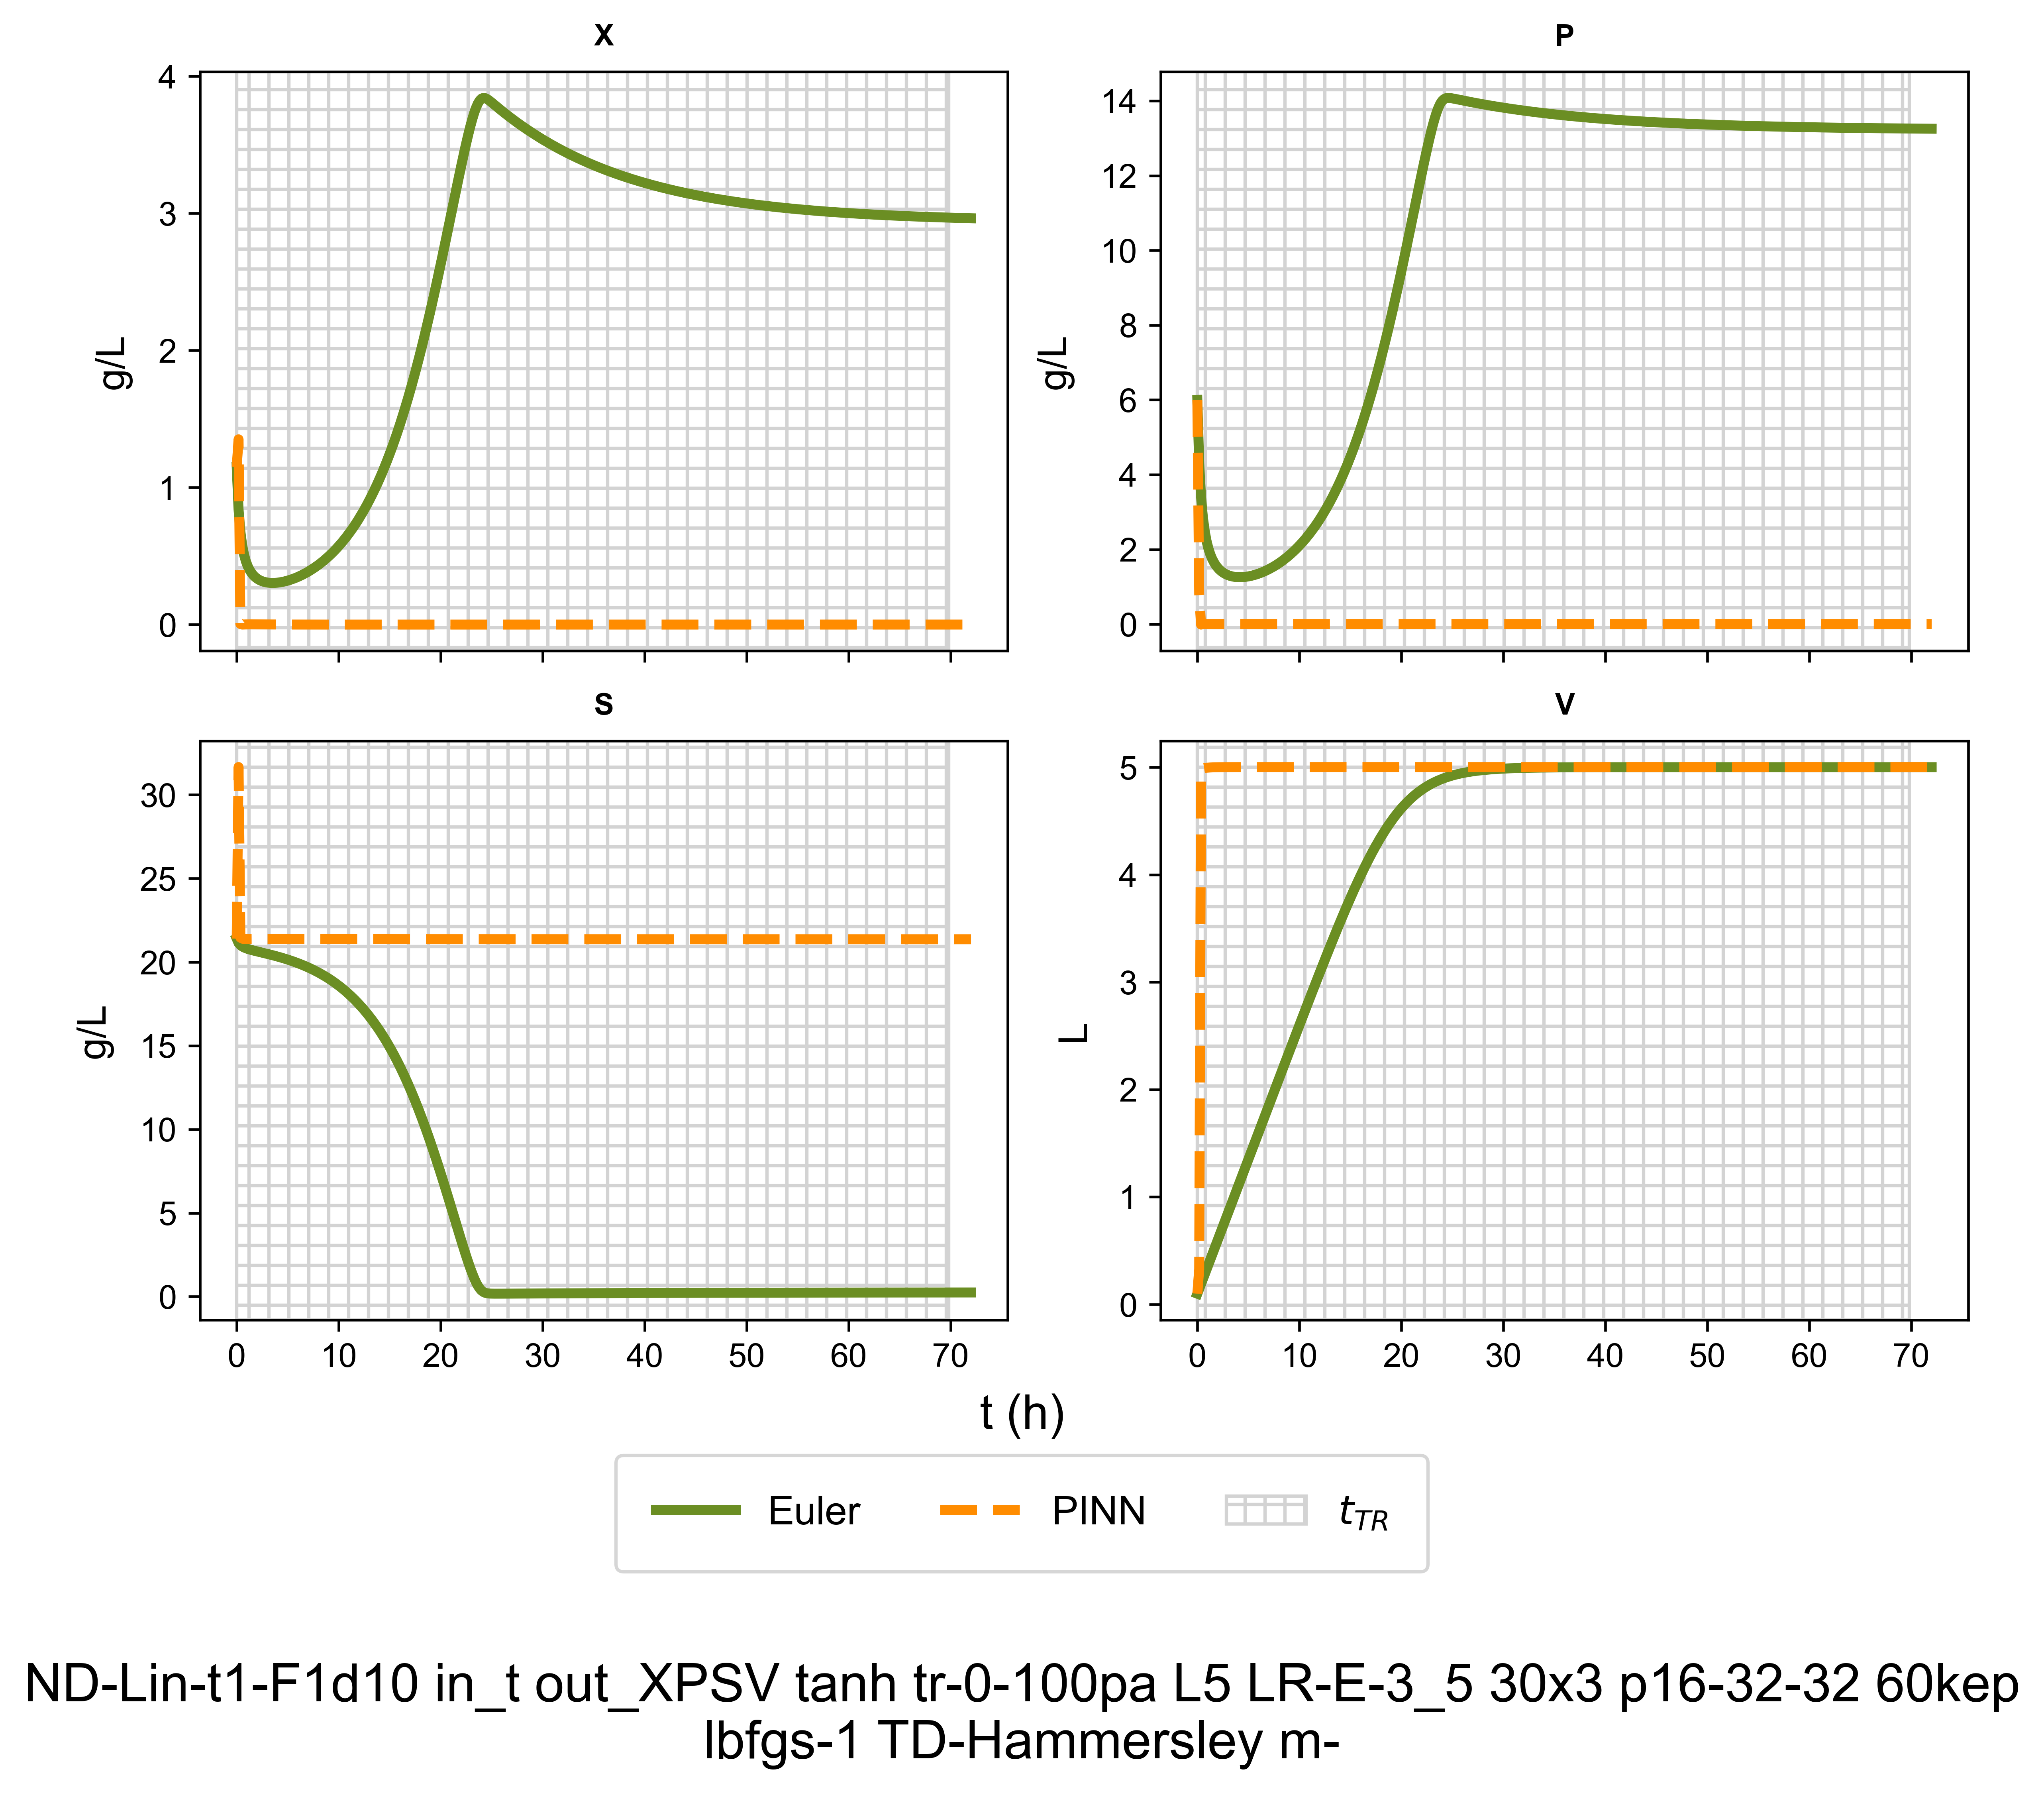 X
P
4
3
2
1
0
g/L
14
12
10
8
6
4
2
0
g/L
S
V
30
25
20
15
10
5
0
g/L
0 10 20 30 40 50 60 70
5
4
3
2
1
0
L
0 10 20 30 40 50 60 70
t (h)
Euler PINN t_{TR}
ND-Lin-t1-F1d10 in_t out_XPSV tanh tr-0-100pa L5 LR-E-3_5 30x3 p16-32-32 60kep
lbfgs-1 TD-Hammersley m-